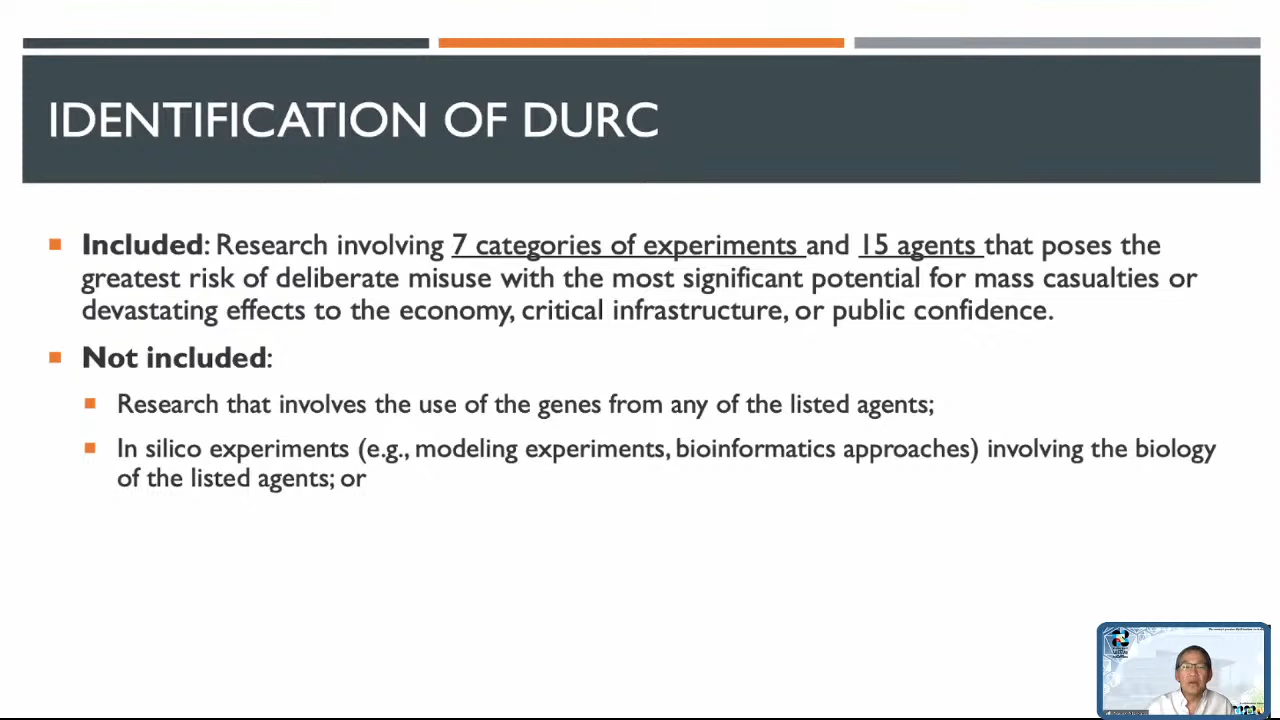 IDENTIFICATION OF DURC
Included: Research involving 7 categories of experiments and 15 agents that poses the
greatest risk of deliberate misuse with the most significant potential for mass casualties or
devastating effects to the economy, critical infrastructure, or public confidence.
Not included:
Research that involves the use of the genes from any of the listed agents;
In silico experiments (e.g., modeling experiments, bioinformatics approaches) involving the biology
of the listed agents; or